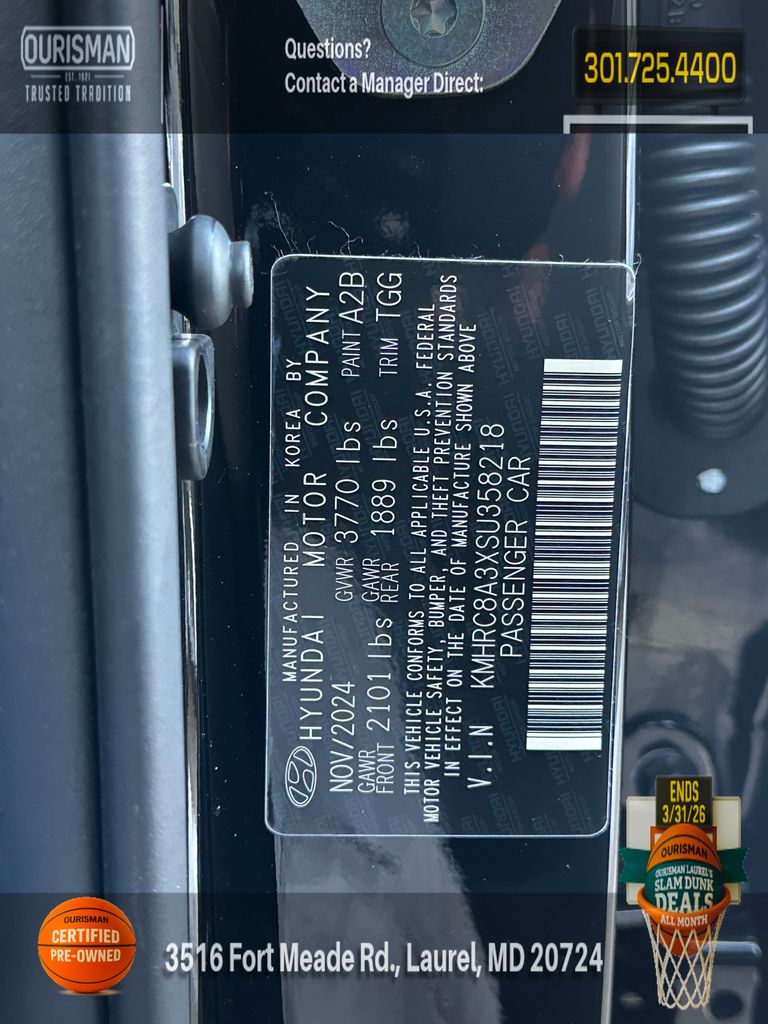 OURISMAN
EST. 1921
TRUSTED TRADITION
Questions?
Contact a Manager Direct:
301.725.4400
MANUFACTURED IN KOREA BY
HYUNDAI MOTOR COMPANY
NOV/2024 GVWR 3770 lbs PAINT A2B
GAWR FRONT 2101 lbs GAWR REAR 1889 lbs TRIM TGG
THIS VEHICLE CONFORMS TO ALL APPLICABLE U.S.A. FEDERAL
MOTOR VEHICLE SAFETY, BUMPER, AND THEFT PREVENTION STANDARDS
IN EFFECT ON THE DATE OF MANUFACTURE SHOWN ABOVE
V.I.N KMHRC8A3XSU358218
PASSENGER CAR
ENDS
3/31/26
OURISMAN
OURISMAN LAUREL'S
SLAM DUNK
DEALS
ALL MONTH
OURISMAN
CERTIFIED
PRE-OWNED
3516 Fort Meade Rd., Laurel, MD 20724